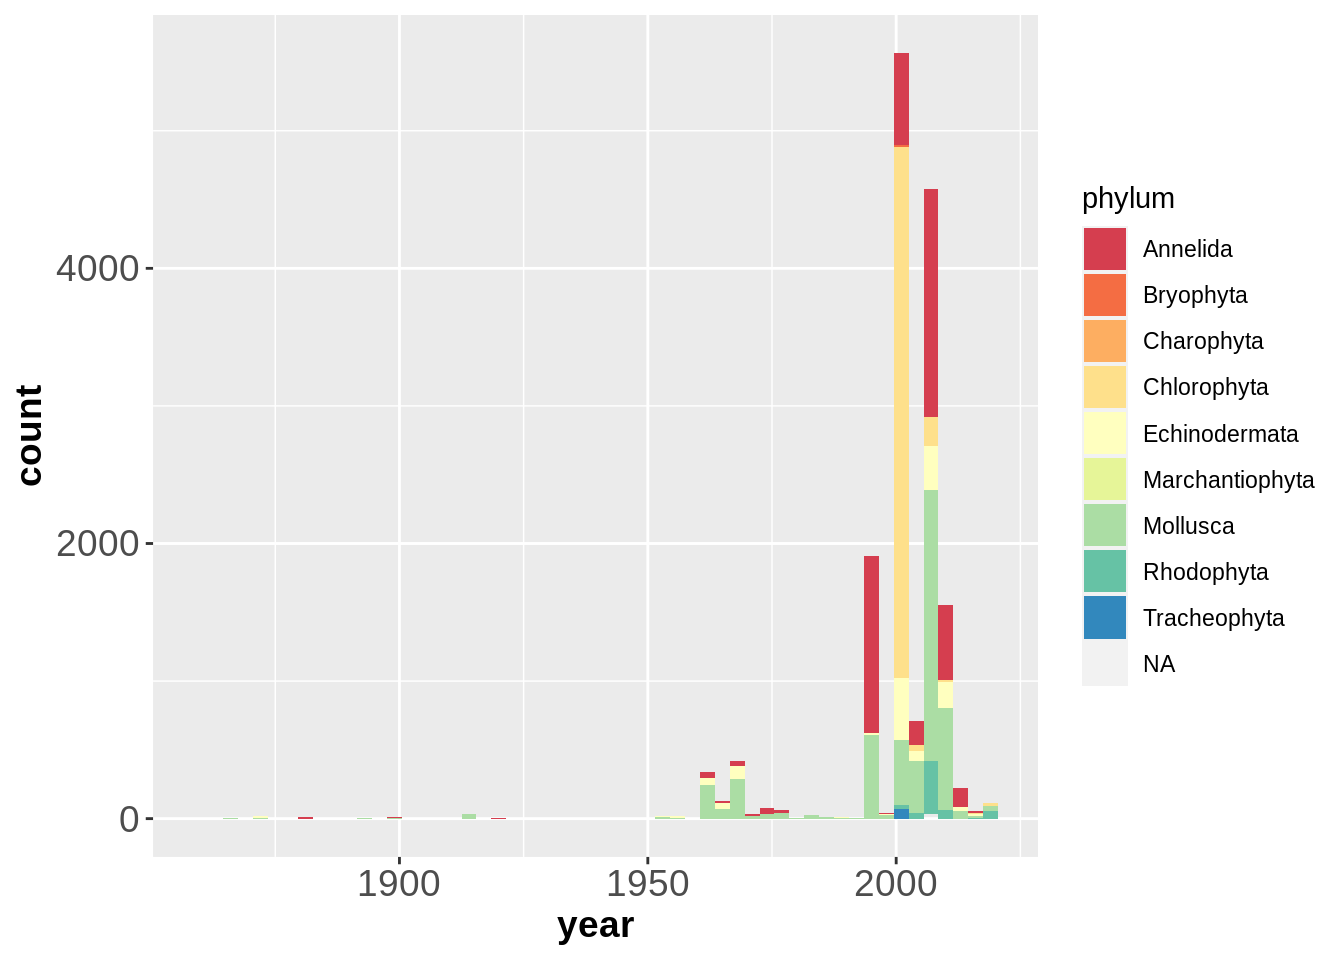 4000
2000
0
count
1900
1950
2000
year
phylum
Annelida
Bryophyta
Charophyta
Chlorophyta
Echinodermata
Marchantiophyta
Mollusca
Rhodophyta
Tracheophyta
NA